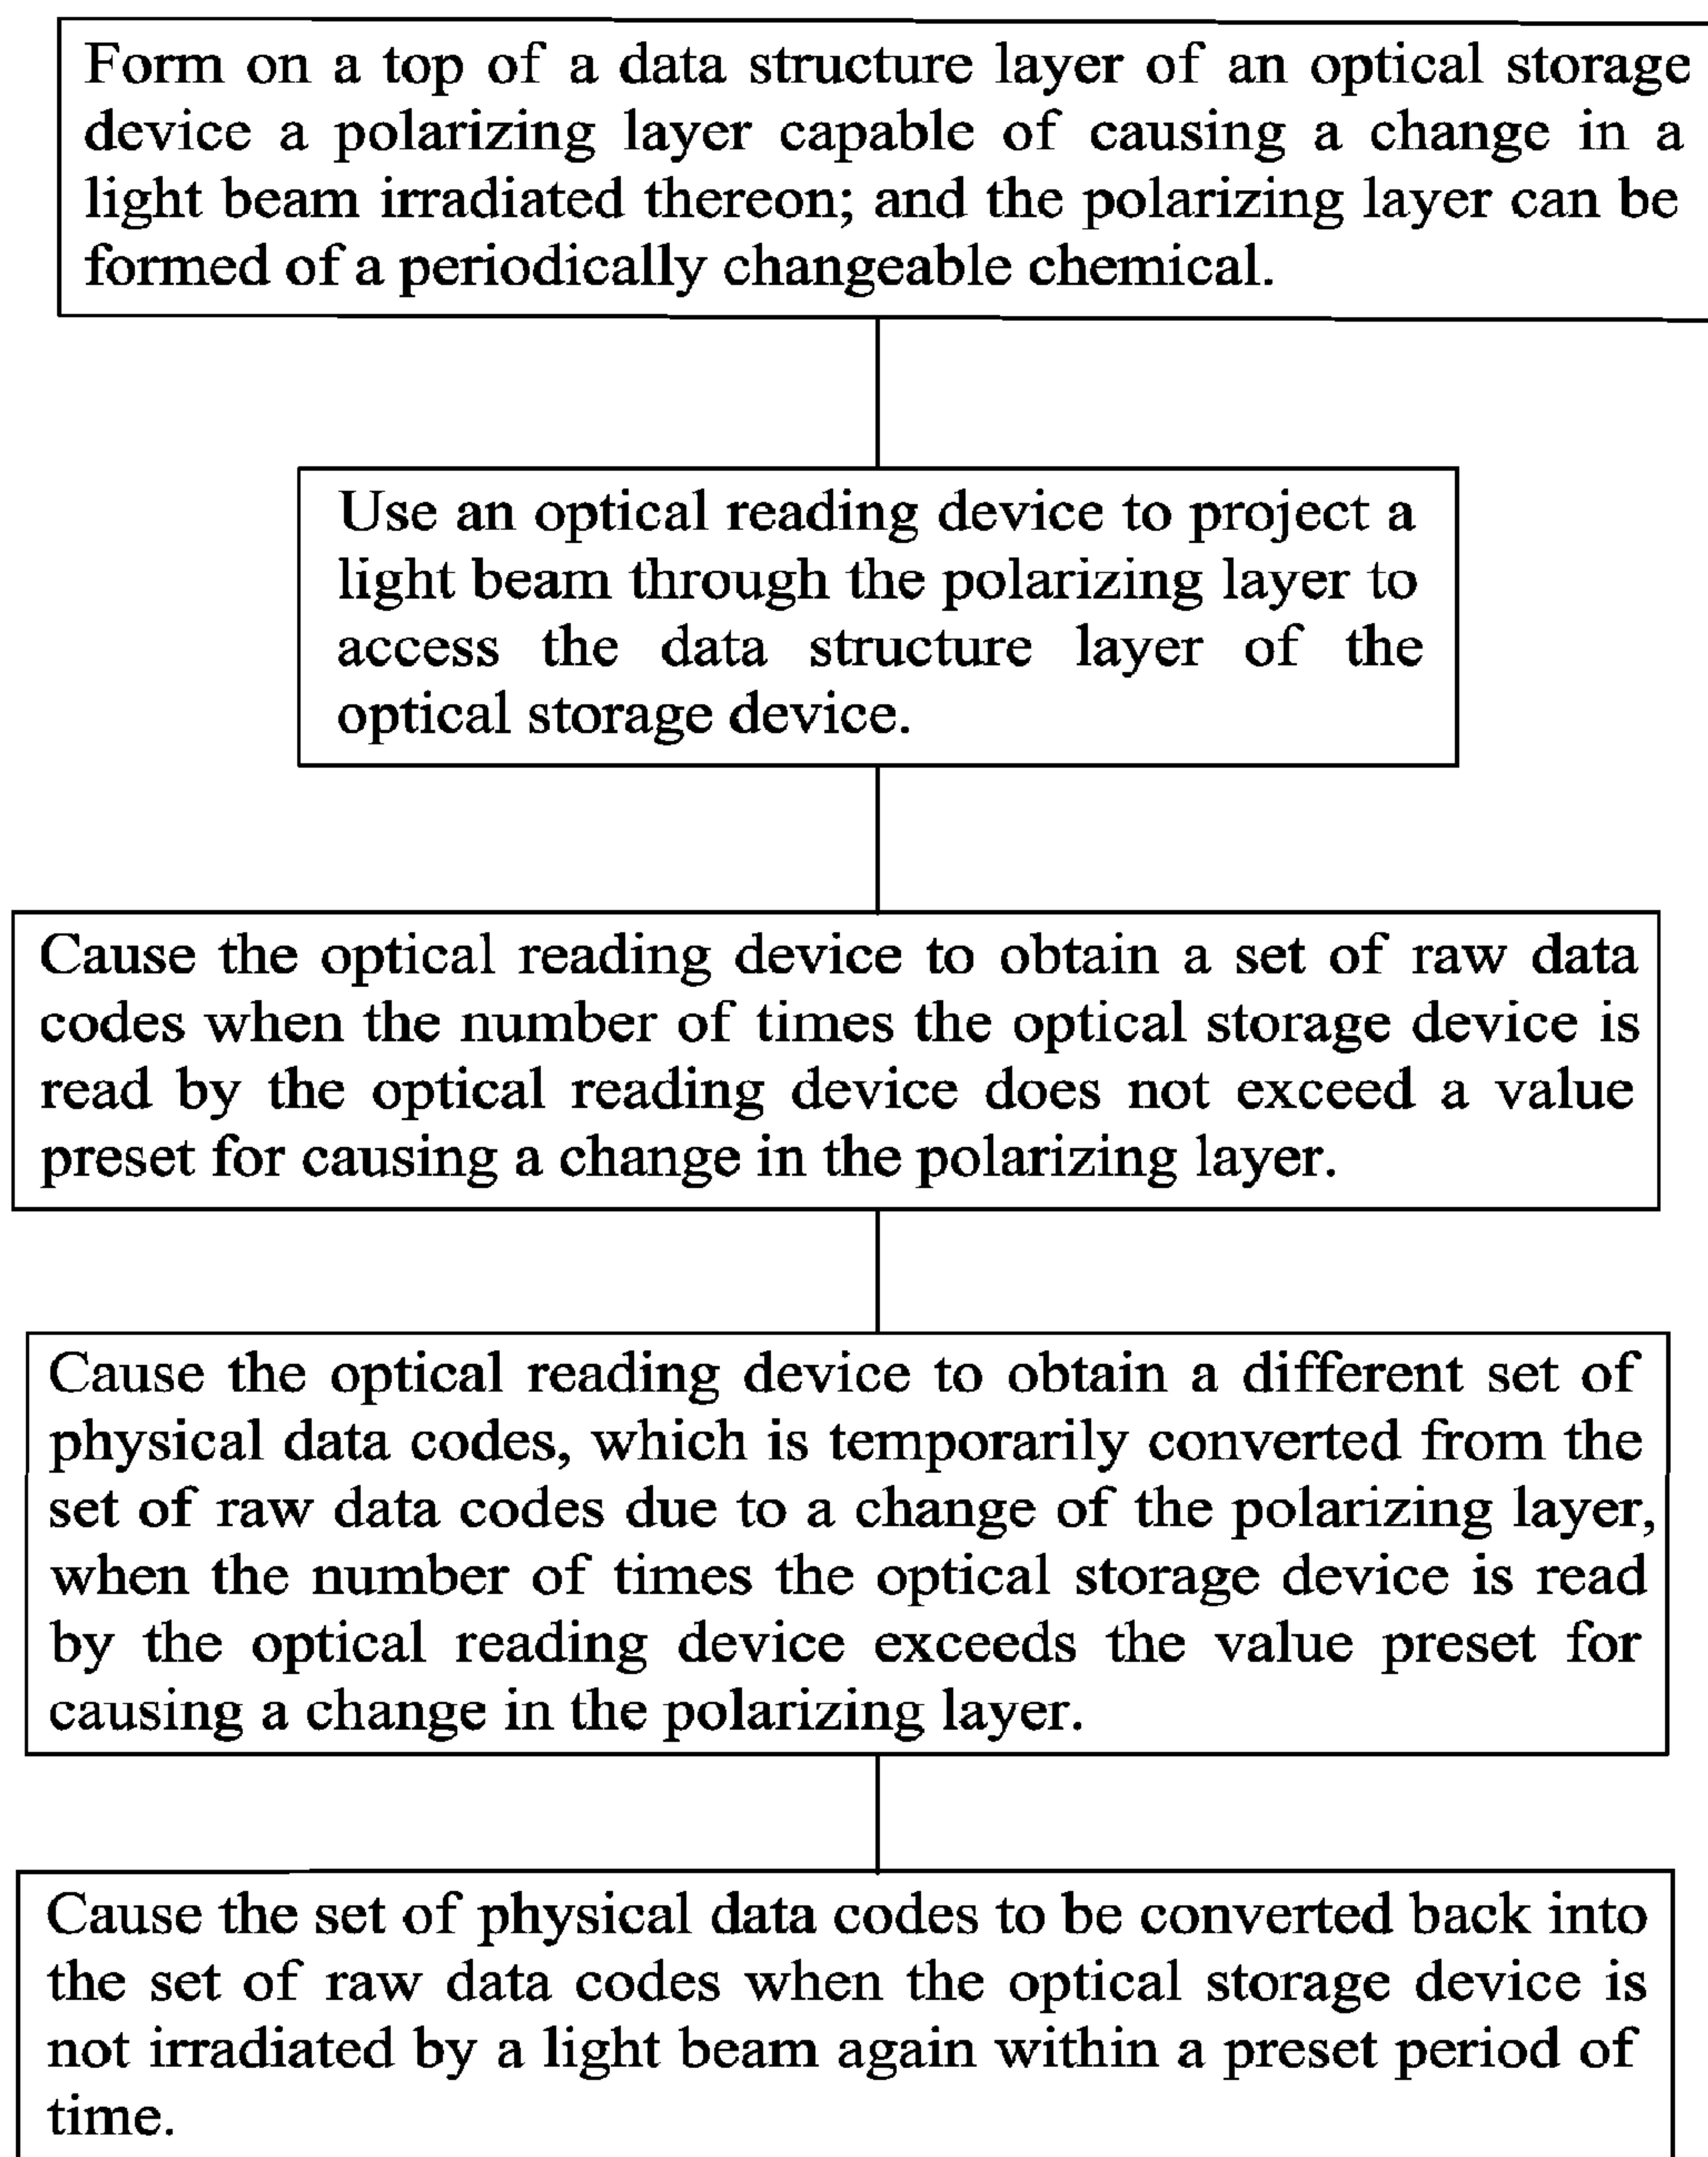 Form on a top of a data structure layer of an optical storage
device a polarizing layer capable of causing a change in a
light beam irradiated thereon; and the polarizing layer can be
formed of a periodically changeable chemical.
Use an optical reading device to project a
light beam through the polarizing layer to
access the data structure layer of the
optical storage device.
Cause the optical reading device to obtain a set of raw data
codes when the number of times the optical storage device is
read by the optical reading device does not exceed a value
preset for causing a change in the polarizing layer.
Cause the optical reading device to obtain a different set of
physical data codes, which is temporarily converted from the
set of raw data codes due to a change of the polarizing layer,
when the number of times the optical storage device is read
by the optical reading device exceeds the value preset for
causing a change in the polarizing layer.
Cause the set of physical data codes to be converted back into
the set of raw data codes when the optical storage device is
not irradiated by a light beam again within a preset period of
time.